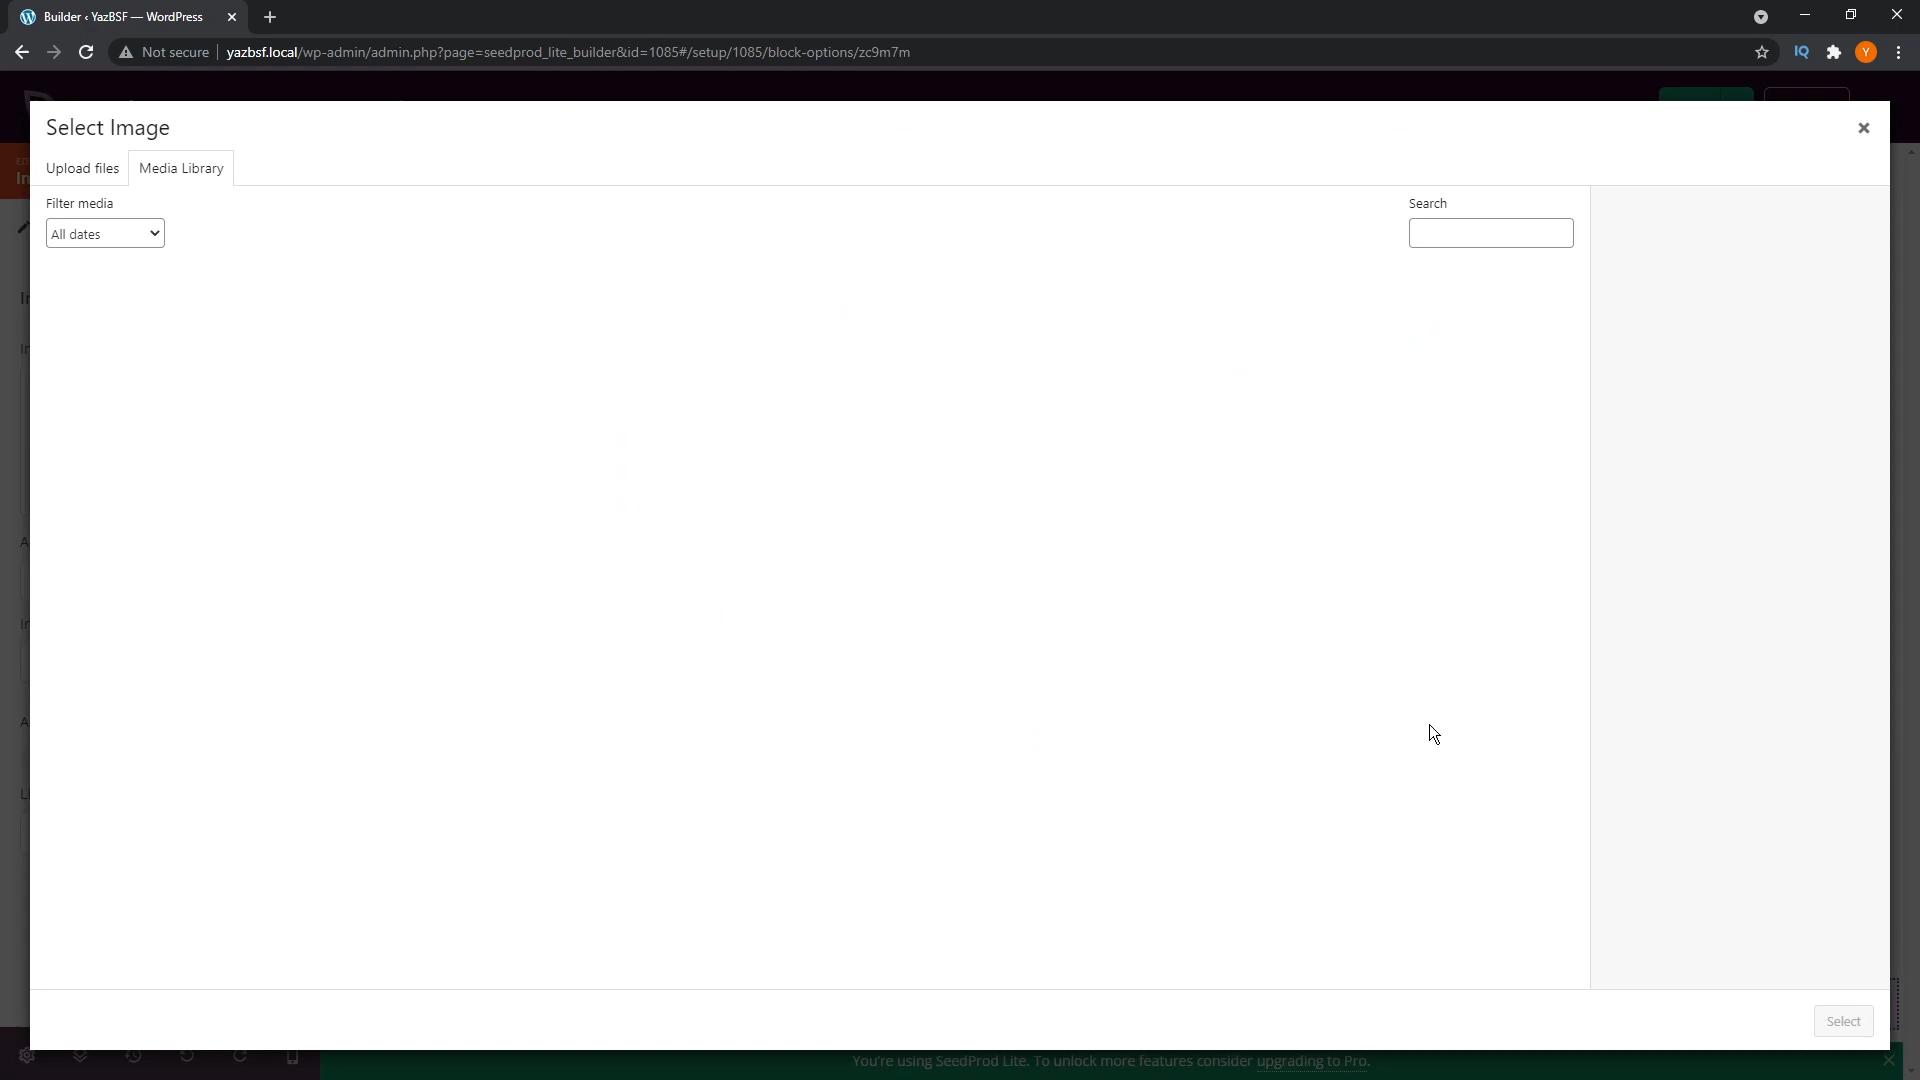 Builder ‹ YazBSF — WordPress
Not secure
yazbsf.local/wp-admin/admin.php?page=seedprod_lite_builder&id=1085#/setup/1085/block-options/zc9m7m
IQ
Y
Select Image
Upload files
Media Library
Filter media
Search
All dates
Select
You're using SeedProd Lite. To unlock more features consider upgrading to Pro.